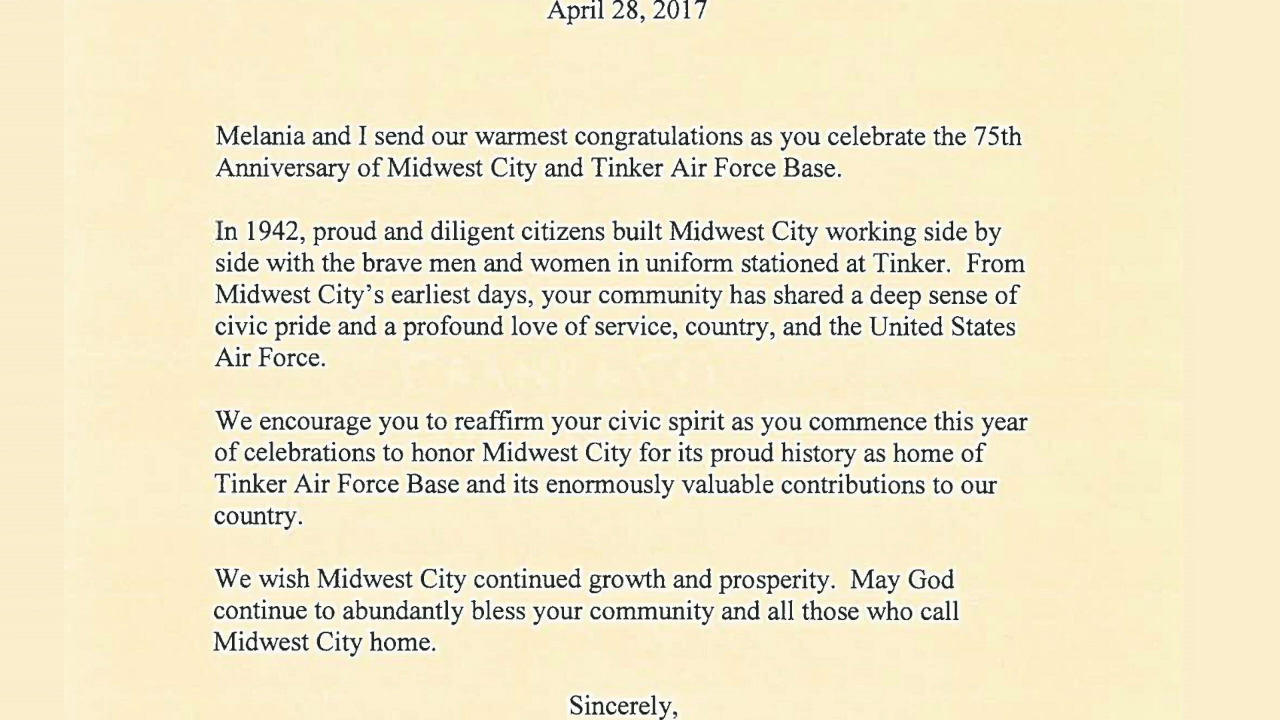 April 28, 2017
Melania and I send our warmest congratulations as you celebrate the 75th
Anniversary of Midwest City and Tinker Air Force Base.
In 1942, proud and diligent citizens built Midwest City working side by
side with the brave men and women in uniform stationed at Tinker.  From
Midwest City's earliest days, your community has shared a deep sense of
civic pride and a profound love of service, country, and the United States
Air Force.
We encourage you to reaffirm your civic spirit as you commence this year
of celebrations to honor Midwest City for its proud history as home of
Tinker Air Force Base and its enormously valuable contributions to our
country.
We wish Midwest City continued growth and prosperity.  May God
continue to abundantly bless your community and all those who call
Midwest City home.
Sincerely,